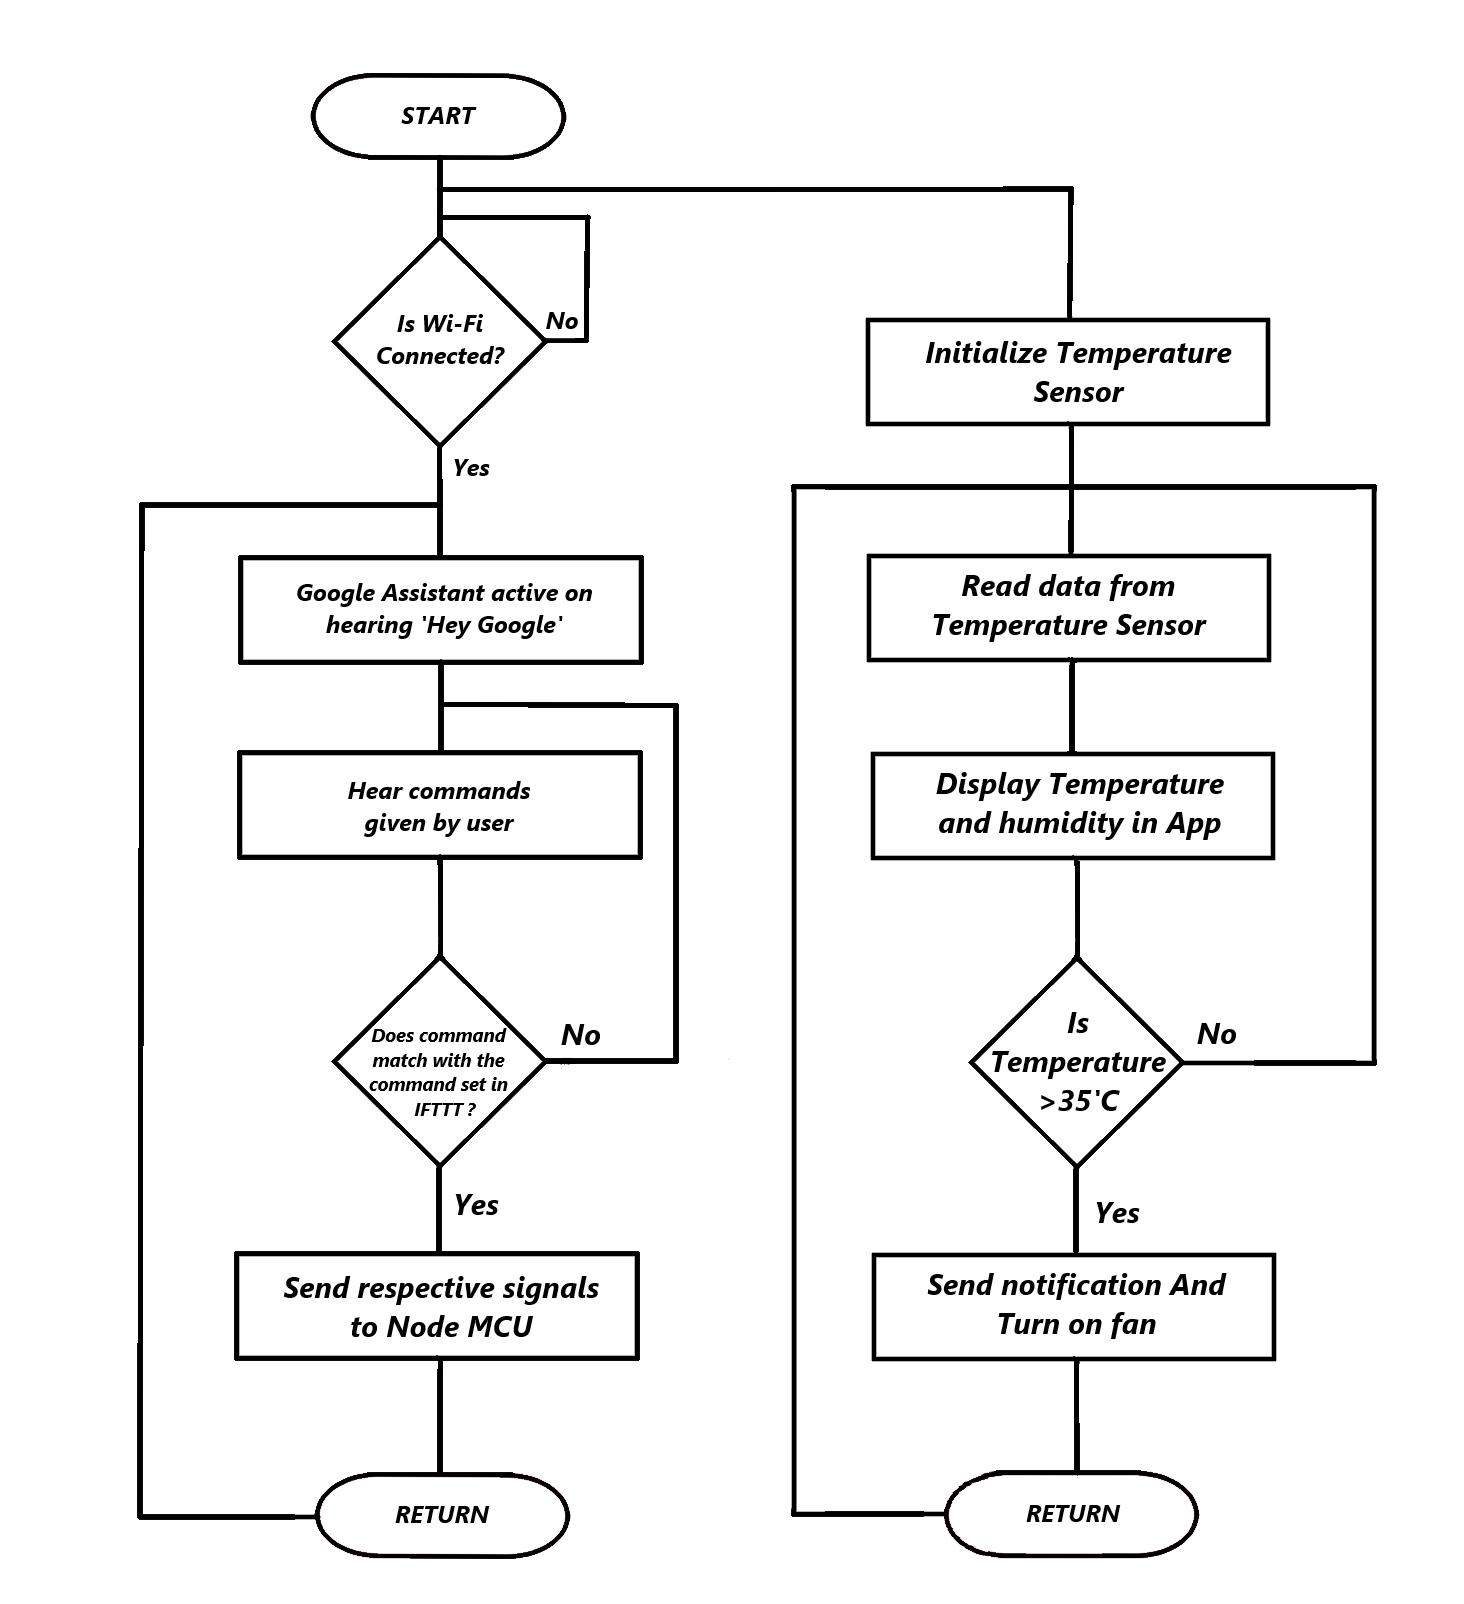 START
Is Wi-Fi
Connected?
No
Yes
Google Assistant active on
hearing 'Hey Google'
Hear commands
given by user
Does command
match with the
command set in
IFTTT ?
No
Yes
Send respective signals
to Node MCU
RETURN
Initialize Temperature
Sensor
Read data from
Temperature Sensor
Display Temperature
and humidity in App
Is
Temperature
>35'C
No
Yes
Send notification And
Turn on fan
RETURN